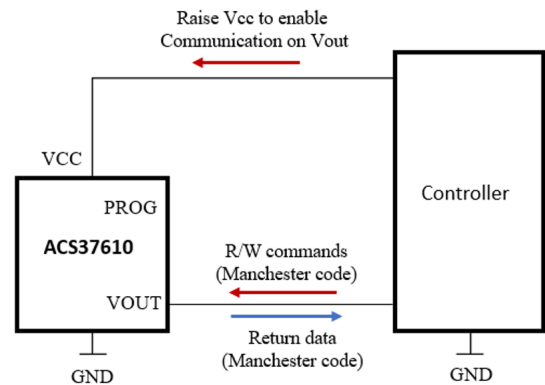 Raise Vcc to enable
Communication on Vout
VCC
PROG
ACS37610
VOUT
GND
R/W commands
(Manchester code)
Return data
(Manchester code)
Controller
GND